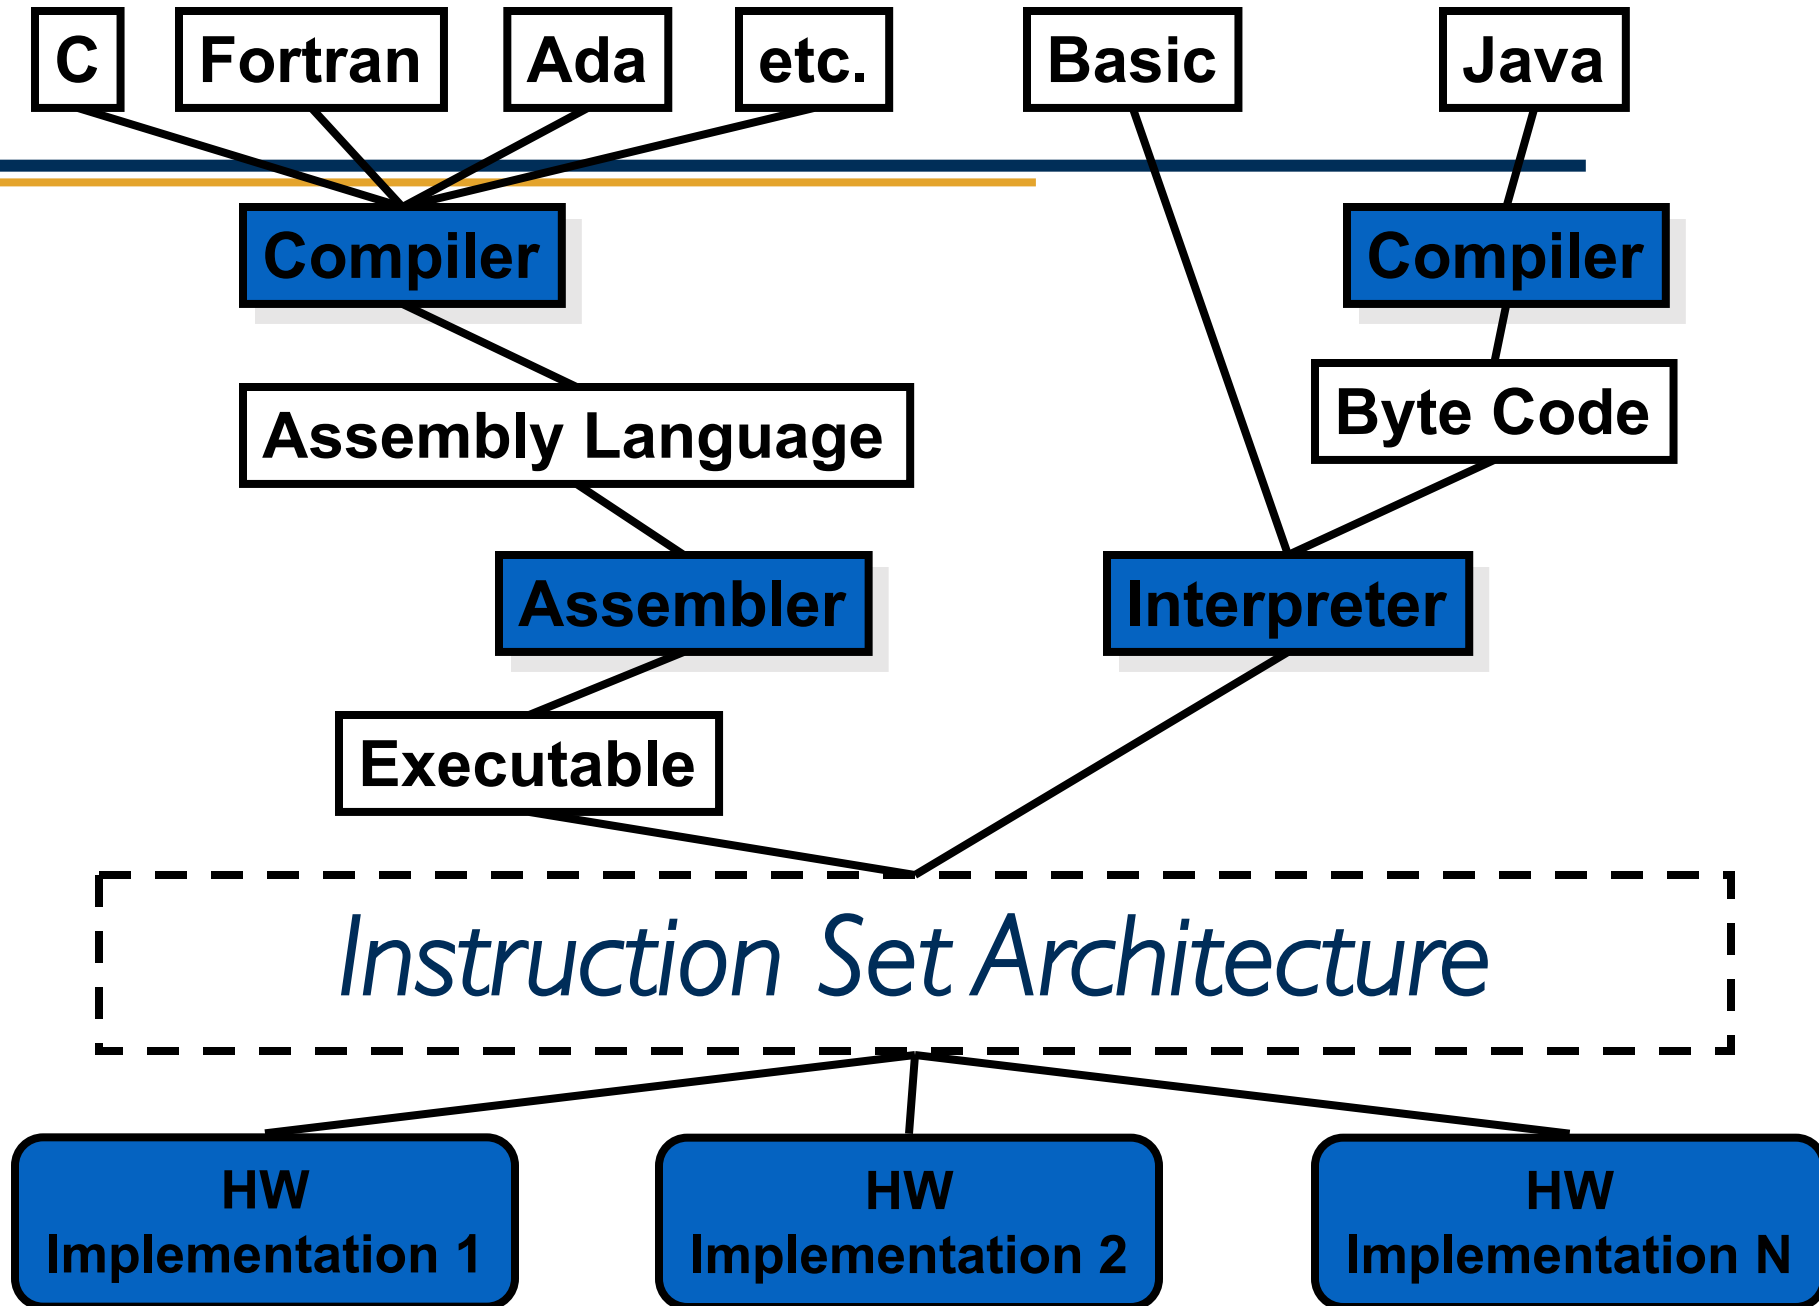 C
Fortran
Ada
etc.
Basic
Java
Compiler
Compiler
Byte Code
Assembly Language
Assembler
Interpreter
Executable
Instruction Set Architecture
HW
Implementation 1
HW
Implementation 2
HW
Implementation N